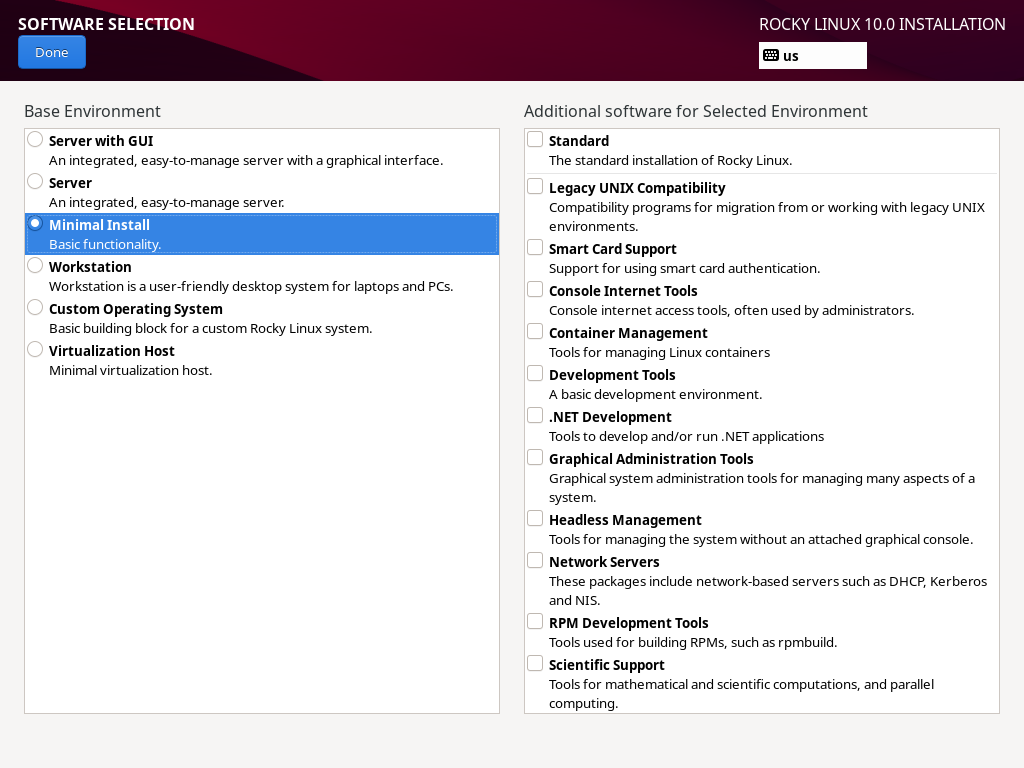 SOFTWARE SELECTION
ROCKY LINUX 10.0 INSTALLATION
Done
us
Base Environment
Server with GUI
An integrated, easy-to-manage server with a graphical interface.
Server
An integrated, easy-to-manage server.
Minimal Install
Basic functionality.
Workstation
Workstation is a user-friendly desktop system for laptops and PCs.
Custom Operating System
Basic building block for a custom Rocky Linux system.
Virtualization Host
Minimal virtualization host.
Additional software for Selected Environment
Standard
The standard installation of Rocky Linux.
Legacy UNIX Compatibility
Compatibility programs for migration from or working with legacy UNIX
environments.
Smart Card Support
Support for using smart card authentication.
Console Internet Tools
Console internet access tools, often used by administrators.
Container Management
Tools for managing Linux containers
Development Tools
A basic development environment.
.NET Development
Tools to develop and/or run .NET applications
Graphical Administration Tools
Graphical system administration tools for managing many aspects of a
system.
Headless Management
Tools for managing the system without an attached graphical console.
Network Servers
These packages include network-based servers such as DHCP, Kerberos
and NIS.
RPM Development Tools
Tools used for building RPMs, such as rpmbuild.
Scientific Support
Tools for mathematical and scientific computations, and parallel
computing.